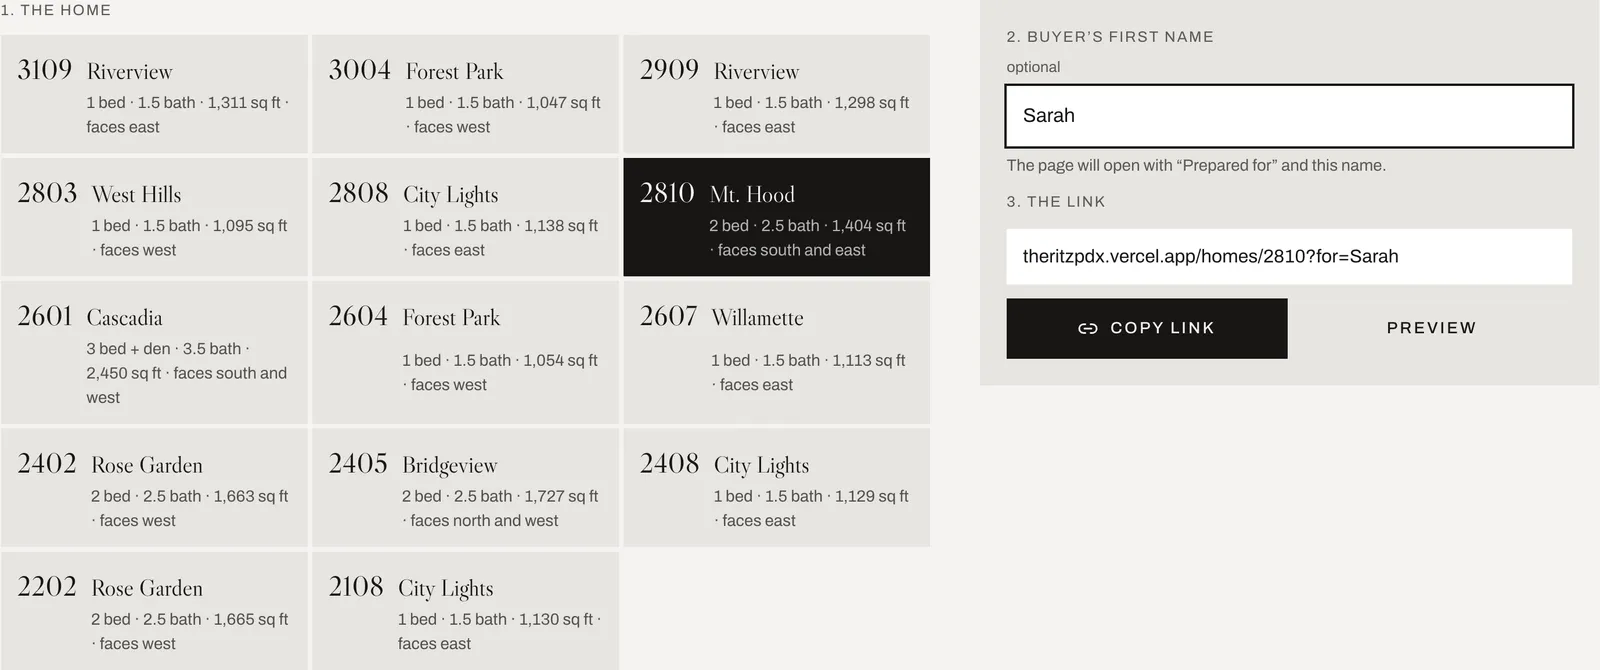 1. THE HOME
3109 Riverview
1 bed · 1.5 bath · 1,311 sq ft ·
faces east
3004 Forest Park
1 bed · 1.5 bath · 1,047 sq ft
· faces west
2909 Riverview
1 bed · 1.5 bath · 1,298 sq ft
· faces east
2803 West Hills
1 bed · 1.5 bath · 1,095 sq ft
· faces west
2808 City Lights
1 bed · 1.5 bath · 1,138 sq ft
· faces east
2810 Mt. Hood
2 bed · 2.5 bath · 1,404 sq ft
· faces south and east
2601 Cascadia
3 bed + den · 3.5 bath ·
2,450 sq ft · faces south and
west
2604 Forest Park
1 bed · 1.5 bath · 1,054 sq ft
· faces west
2607 Willamette
1 bed · 1.5 bath · 1,113 sq ft
· faces east
2402 Rose Garden
2 bed · 2.5 bath · 1,663 sq ft
· faces west
2405 Bridgeview
2 bed · 2.5 bath · 1,727 sq ft
· faces north and west
2408 City Lights
1 bed · 1.5 bath · 1,129 sq ft
· faces east
2202 Rose Garden
2 bed · 2.5 bath · 1,665 sq ft
· faces west
2108 City Lights
1 bed · 1.5 bath · 1,130 sq ft ·
faces east
2. BUYER’S FIRST NAME
optional
Sarah
The page will open with “Prepared for” and this name.
3. THE LINK
theritzpdx.vercel.app/homes/2810?for=Sarah
COPY LINK
PREVIEW